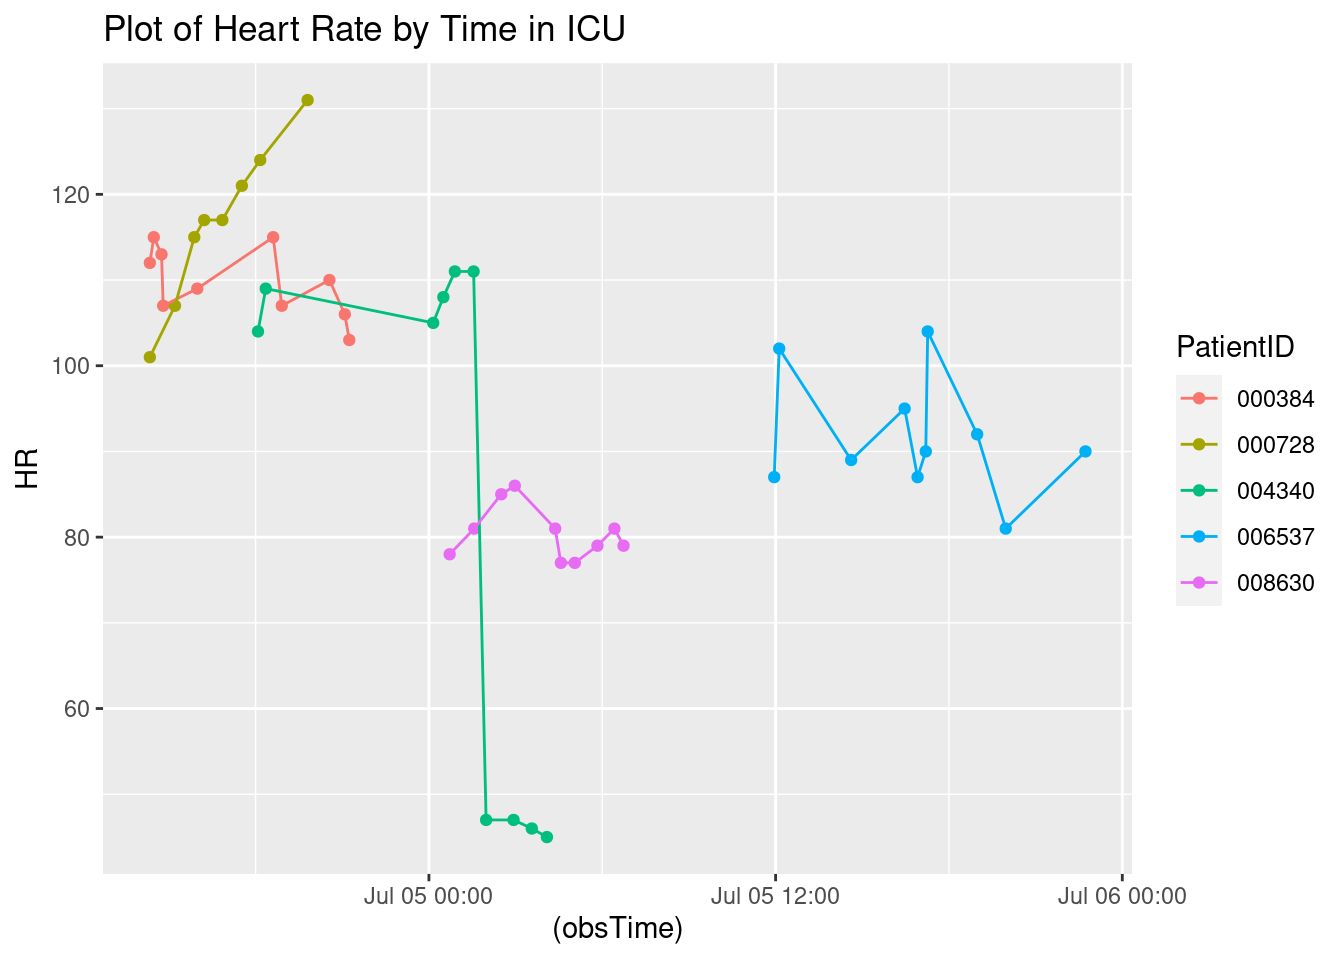 Plot of Heart Rate by Time in ICU
120
100
80
60
HR
Jul 05 00:00
Jul 05 12:00
Jul 06 00:00
(obsTime)
PatientID
000384
000728
004340
006537
008630